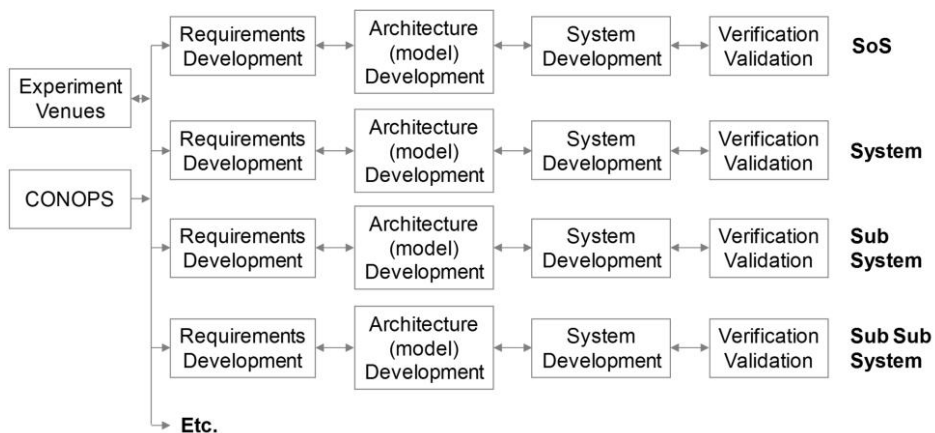 Experiment
Venues
CONOPS
Requirements
Development
Architecture
(model)
Development
System
Development
Verification
Validation
SoS
Requirements
Development
Architecture
(model)
Development
System
Development
Verification
Validation
System
Requirements
Development
Architecture
(model)
Development
System
Development
Verification
Validation
Sub
System
Requirements
Development
Architecture
(model)
Development
System
Development
Verification
Validation
Sub Sub
System
Etc.